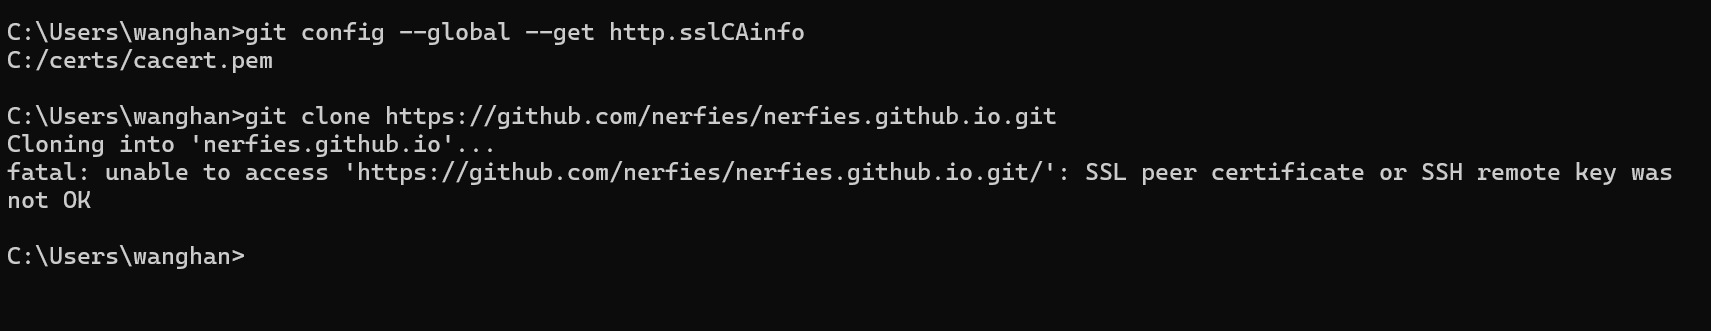 C:\Users\wanghan>git config --global --get http.sslCAinfo
C:/certs/cacert.pem
C:\Users\wanghan>git clone https://github.com/nerfies/nerfies.github.io.git
Cloning into 'nerfies.github.io'...
fatal: unable to access 'https://github.com/nerfies/nerfies.github.io.git/': SSL peer certificate or SSH remote key was
not OK
C:\Users\wanghan>